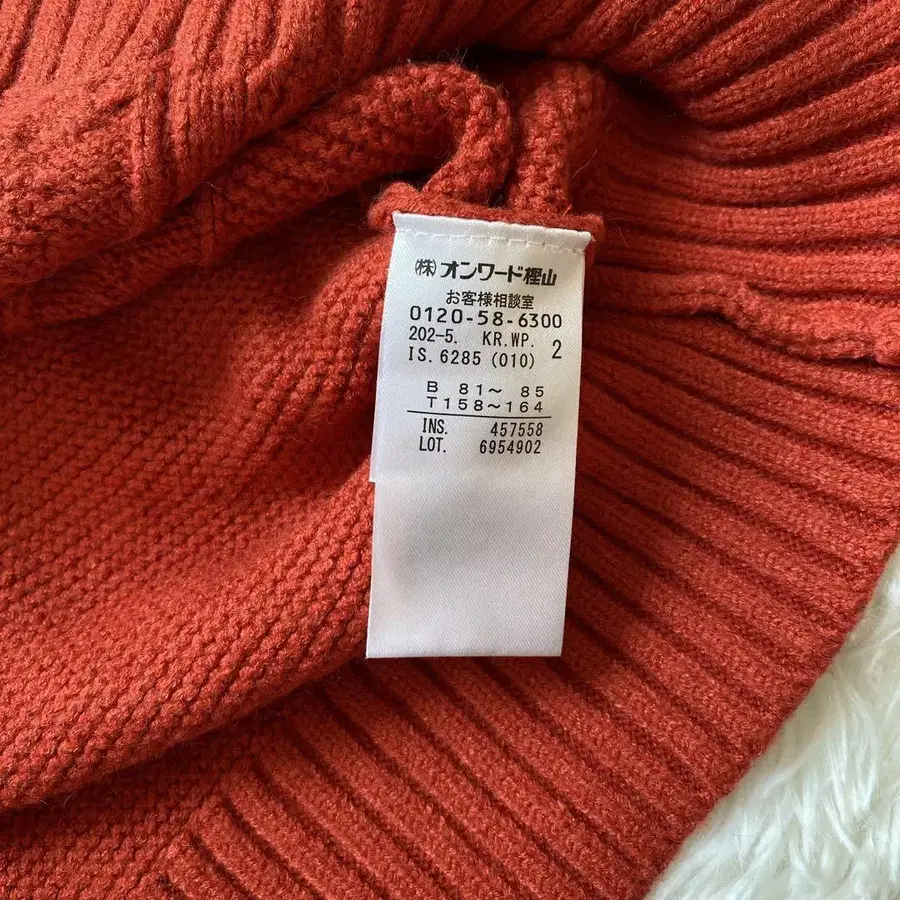 ㈱オンワード樫山
お客様相談室
0120-58-6300
202-5. KR.WP. 2
IS.6285(010)
B 81〜 85
T158〜164
INS. 457558
LOT. 6954902